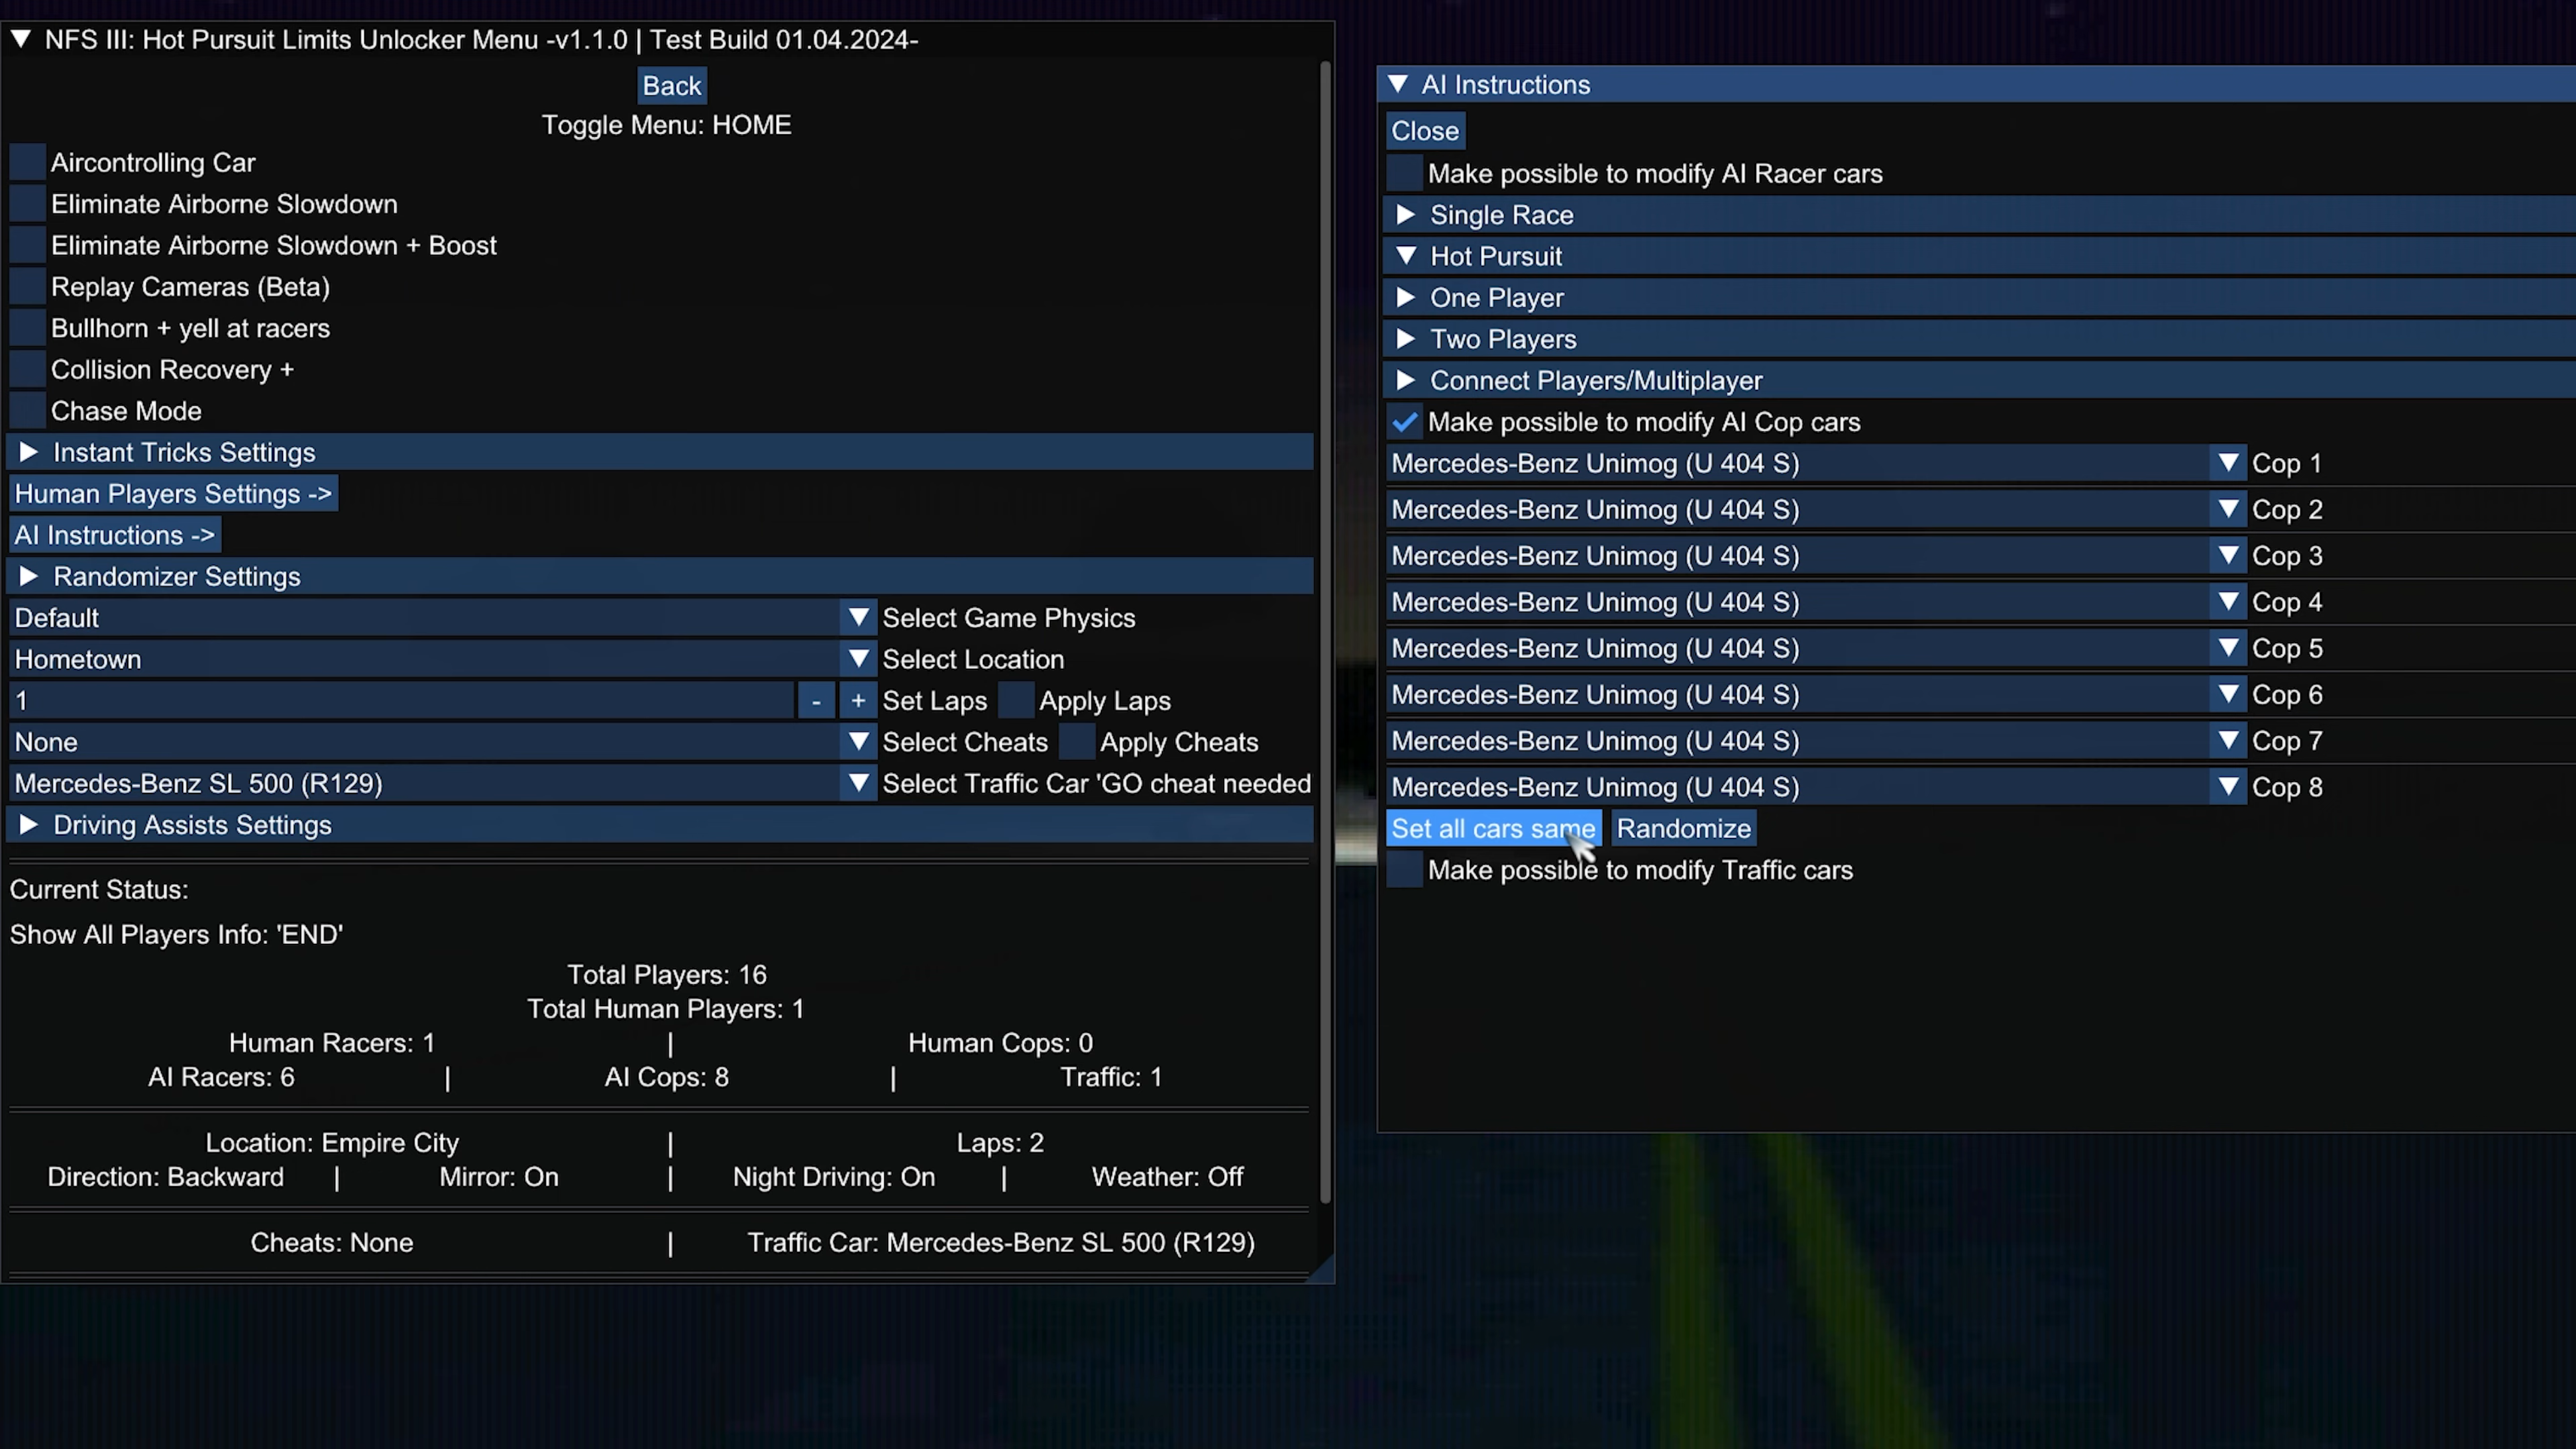 NFS III: Hot Pursuit Limits Unlocker Menu -v1.1.0 | Test Build 01.04.2024-
Back
Toggle Menu: HOME
Aircontrolling Car
Eliminate Airborne Slowdown
Eliminate Airborne Slowdown + Boost
Replay Cameras (Beta)
Bullhorn + yell at racers
Collision Recovery +
Chase Mode
Instant Tricks Settings
Human Players Settings ->
AI Instructions ->
Randomizer Settings
Default Select Game Physics
Hometown Select Location
1 - + Set Laps Apply Laps
None Select Cheats Apply Cheats
Mercedes-Benz SL 500 (R129) Select Traffic Car 'GO cheat needed
Driving Assists Settings
Current Status:
Show All Players Info: 'END'
Total Players: 16
Total Human Players: 1
Human Racers: 1 | Human Cops: 0
AI Racers: 6 | AI Cops: 8 | Traffic: 1
Location: Empire City | Laps: 2
Direction: Backward | Mirror: On | Night Driving: On | Weather: Off
Cheats: None | Traffic Car: Mercedes-Benz SL 500 (R129)
AI Instructions
Close
Make possible to modify AI Racer cars
Single Race
Hot Pursuit
One Player
Two Players
Connect Players/Multiplayer
Make possible to modify AI Cop cars
Mercedes-Benz Unimog (U 404 S) Cop 1
Mercedes-Benz Unimog (U 404 S) Cop 2
Mercedes-Benz Unimog (U 404 S) Cop 3
Mercedes-Benz Unimog (U 404 S) Cop 4
Mercedes-Benz Unimog (U 404 S) Cop 5
Mercedes-Benz Unimog (U 404 S) Cop 6
Mercedes-Benz Unimog (U 404 S) Cop 7
Mercedes-Benz Unimog (U 404 S) Cop 8
Set all cars same Randomize
Make possible to modify Traffic cars